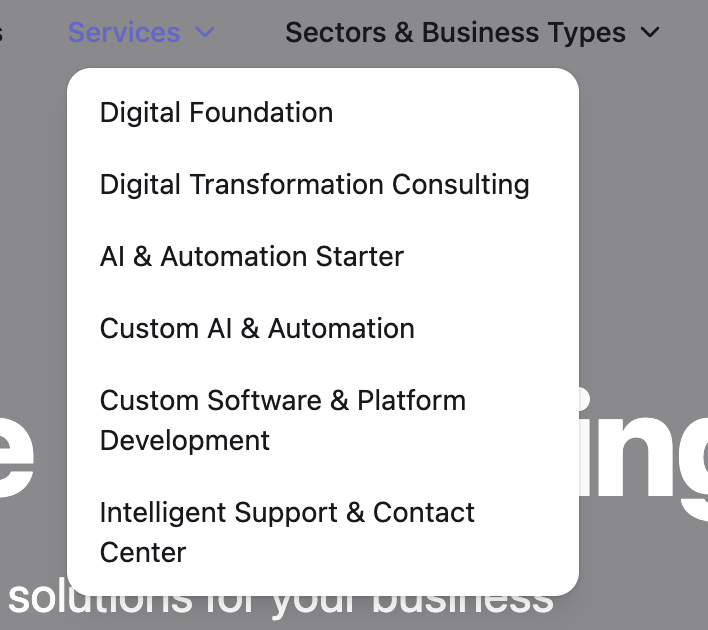 Services
Sectors & Business Types
Digital Foundation
Digital Transformation Consulting
AI & Automation Starter
Custom AI & Automation
Custom Software & Platform
Development
Intelligent Support & Contact
Center
solutions for your business